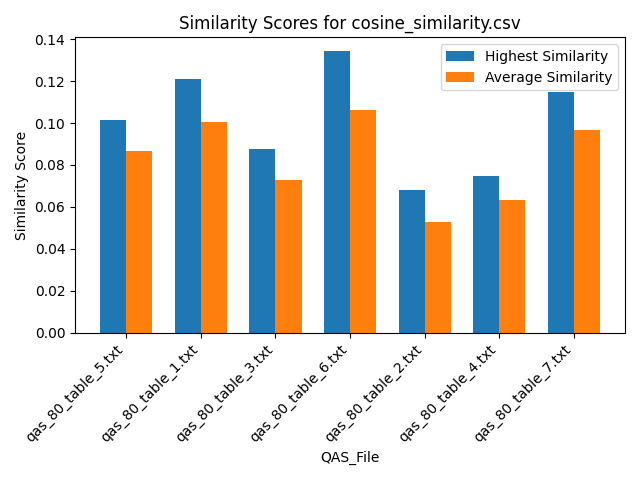 Similarity Scores for cosine_similarity.csv
Highest Similarity
Average Similarity
Similarity Score
0.14
0.12
0.10
0.08
0.06
0.04
0.02
0.00
qas_80_table_5.txt
qas_80_table_1.txt
qas_80_table_3.txt
qas_80_table_6.txt
qas_80_table_2.txt
qas_80_table_4.txt
qas_80_table_7.txt
QAS_File